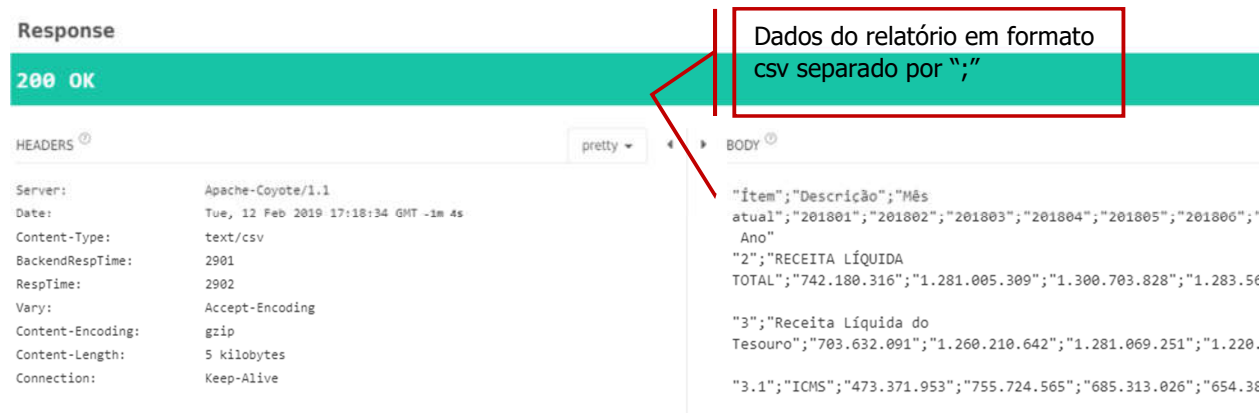 Response
Dados do relatório em formato
csv separado por “;”
200 OK
HEADERS
pretty
BODY
Server: Apache-Coyote/1.1
Date: Tue, 12 Feb 2019 17:18:34 GMT -1m 4s
Content-Type: text/csv
BackendRespTime: 2901
RespTime: 2902
Vary: Accept-Encoding
Content-Encoding: gzip
Content-Length: 5 kilobytes
Connection: Keep-Alive
"Ítem";"Descrição";"Mês
atual";"201801";"201802";"201803";"201804";"201805";"201806";"
Ano"
"2";"RECEITA LÍQUIDA
TOTAL";"742.180.316";"1.281.005.309";"1.300.703.828";"1.283.56
"3";"Receita Líquida do
Tesouro";"703.632.091";"1.260.210.642";"1.281.069.251";"1.220.
"3.1";"ICMS";"473.371.953";"755.724.565";"685.313.026";"654.38